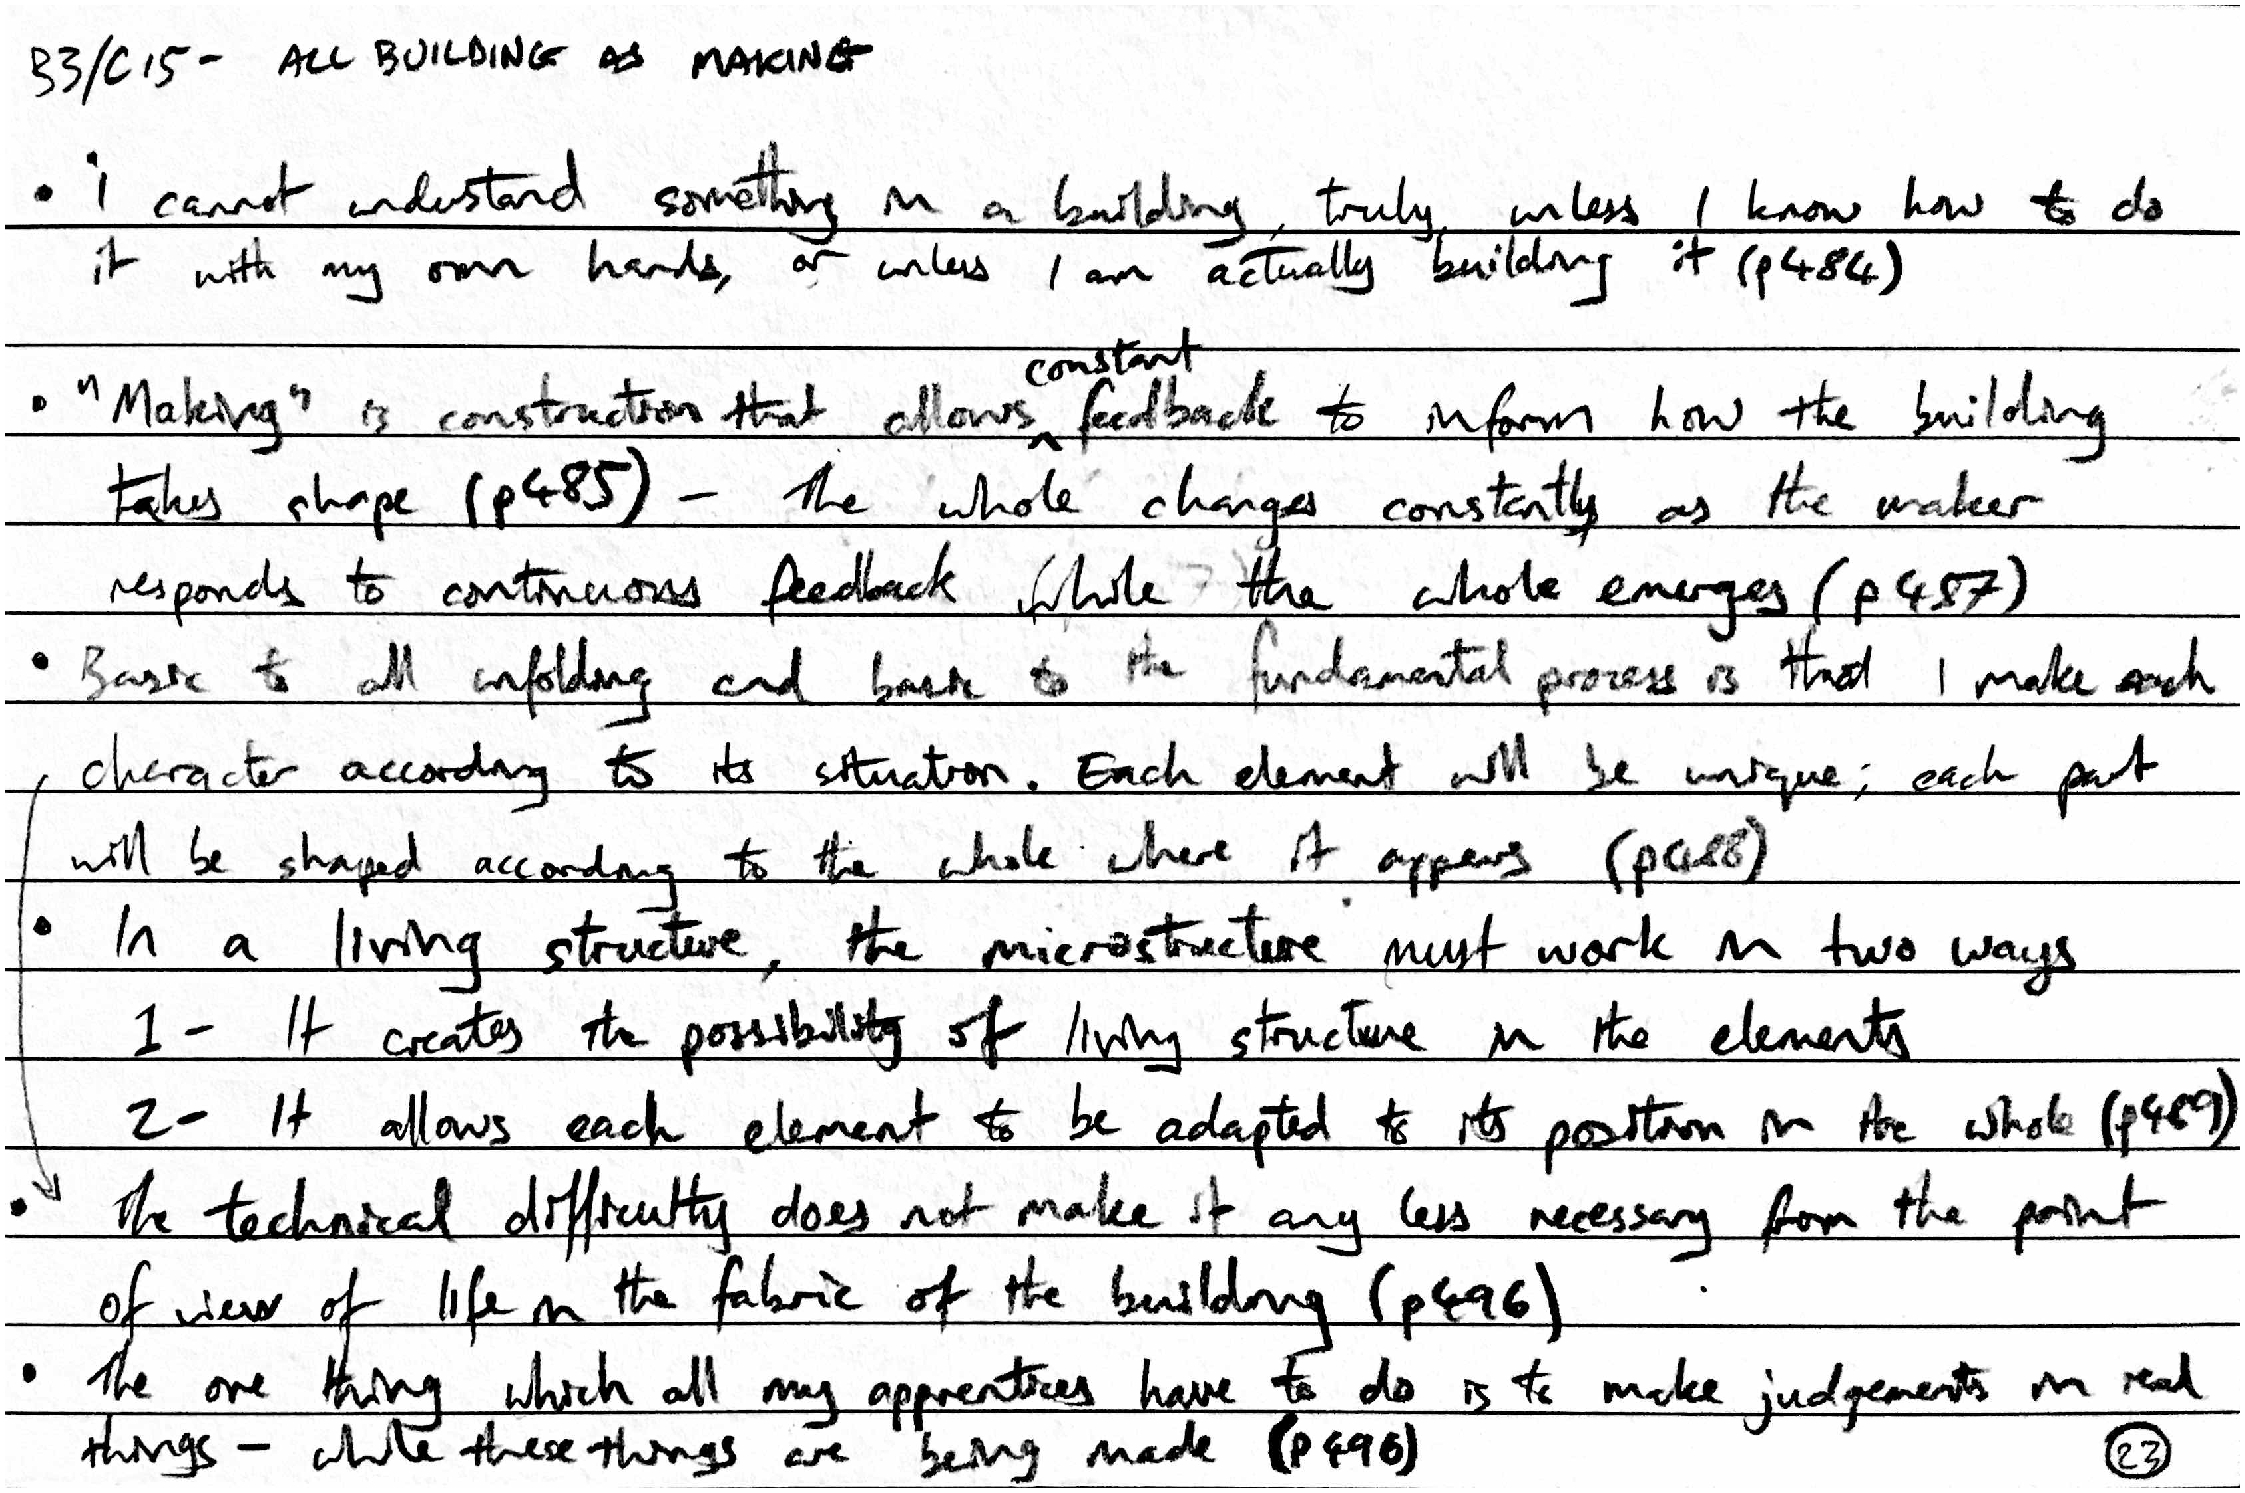 B3/C15 - ALL BUILDING AS MAKING
• I cannot understand something in a building, truly, unless I know how to do
it with my own hands, or unless I am actually building it (p484)
• "Making" is construction that allows constant feedback to inform how the building
takes shape (p485) - The whole changes constantly as the maker
responds to continuous feedback while the whole emerges (p487)
• Basic to all unfolding and basic to the fundamental process is that I make each
character according to its situation. Each element will be unique; each part
will be shaped according to the whole where it appears (p488)
• In a living structure, the microstructure must work in two ways
1- It creates the possibility of living structure in the elements
2- It allows each element to be adapted to its position in the whole (p489)
• The technical difficulty does not make it any less necessary from the point
of view of life in the fabric of the building (p496)
• The one thing which all my apprentices have to do is to make judgements in real
things - while these things are being made (p496)
23